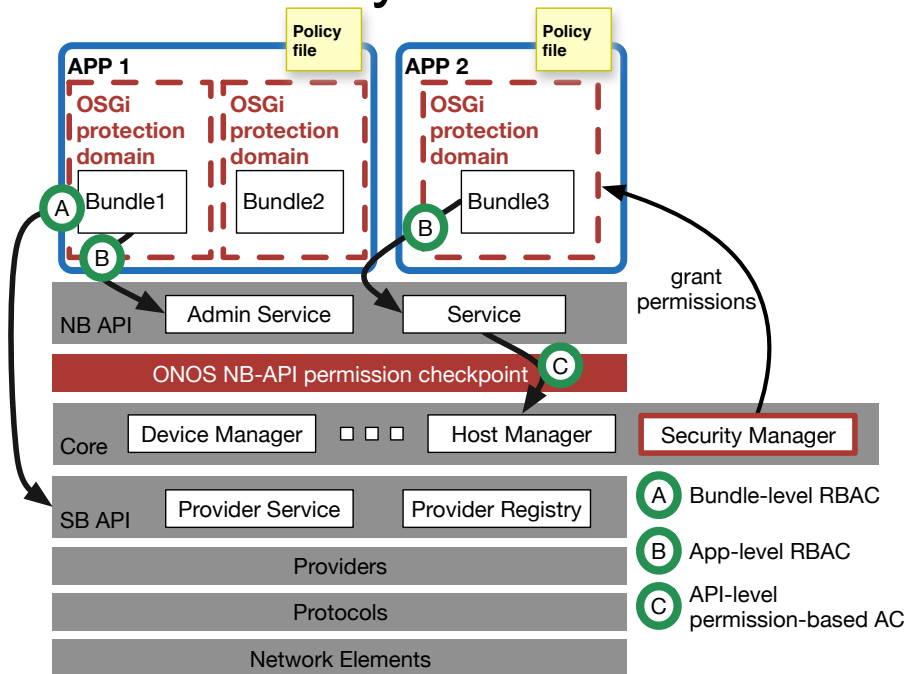 y
Policy
file
Policy
file
APP 1
APP 2
OSGi
protection
domain
OSGi
protection
domain
OSGi
protection
domain
A
Bundle1
Bundle2
B
Bundle3
B
grant
permissions
NB API
Admin Service
Service
ONOS NB-API permission checkpoint
C
Core
Device Manager
Host Manager
Security Manager
SB API
Provider Service
Provider Registry
A
Bundle-level RBAC
B
App-level RBAC
C
API-level
permission-based AC
Providers
Protocols
Network Elements